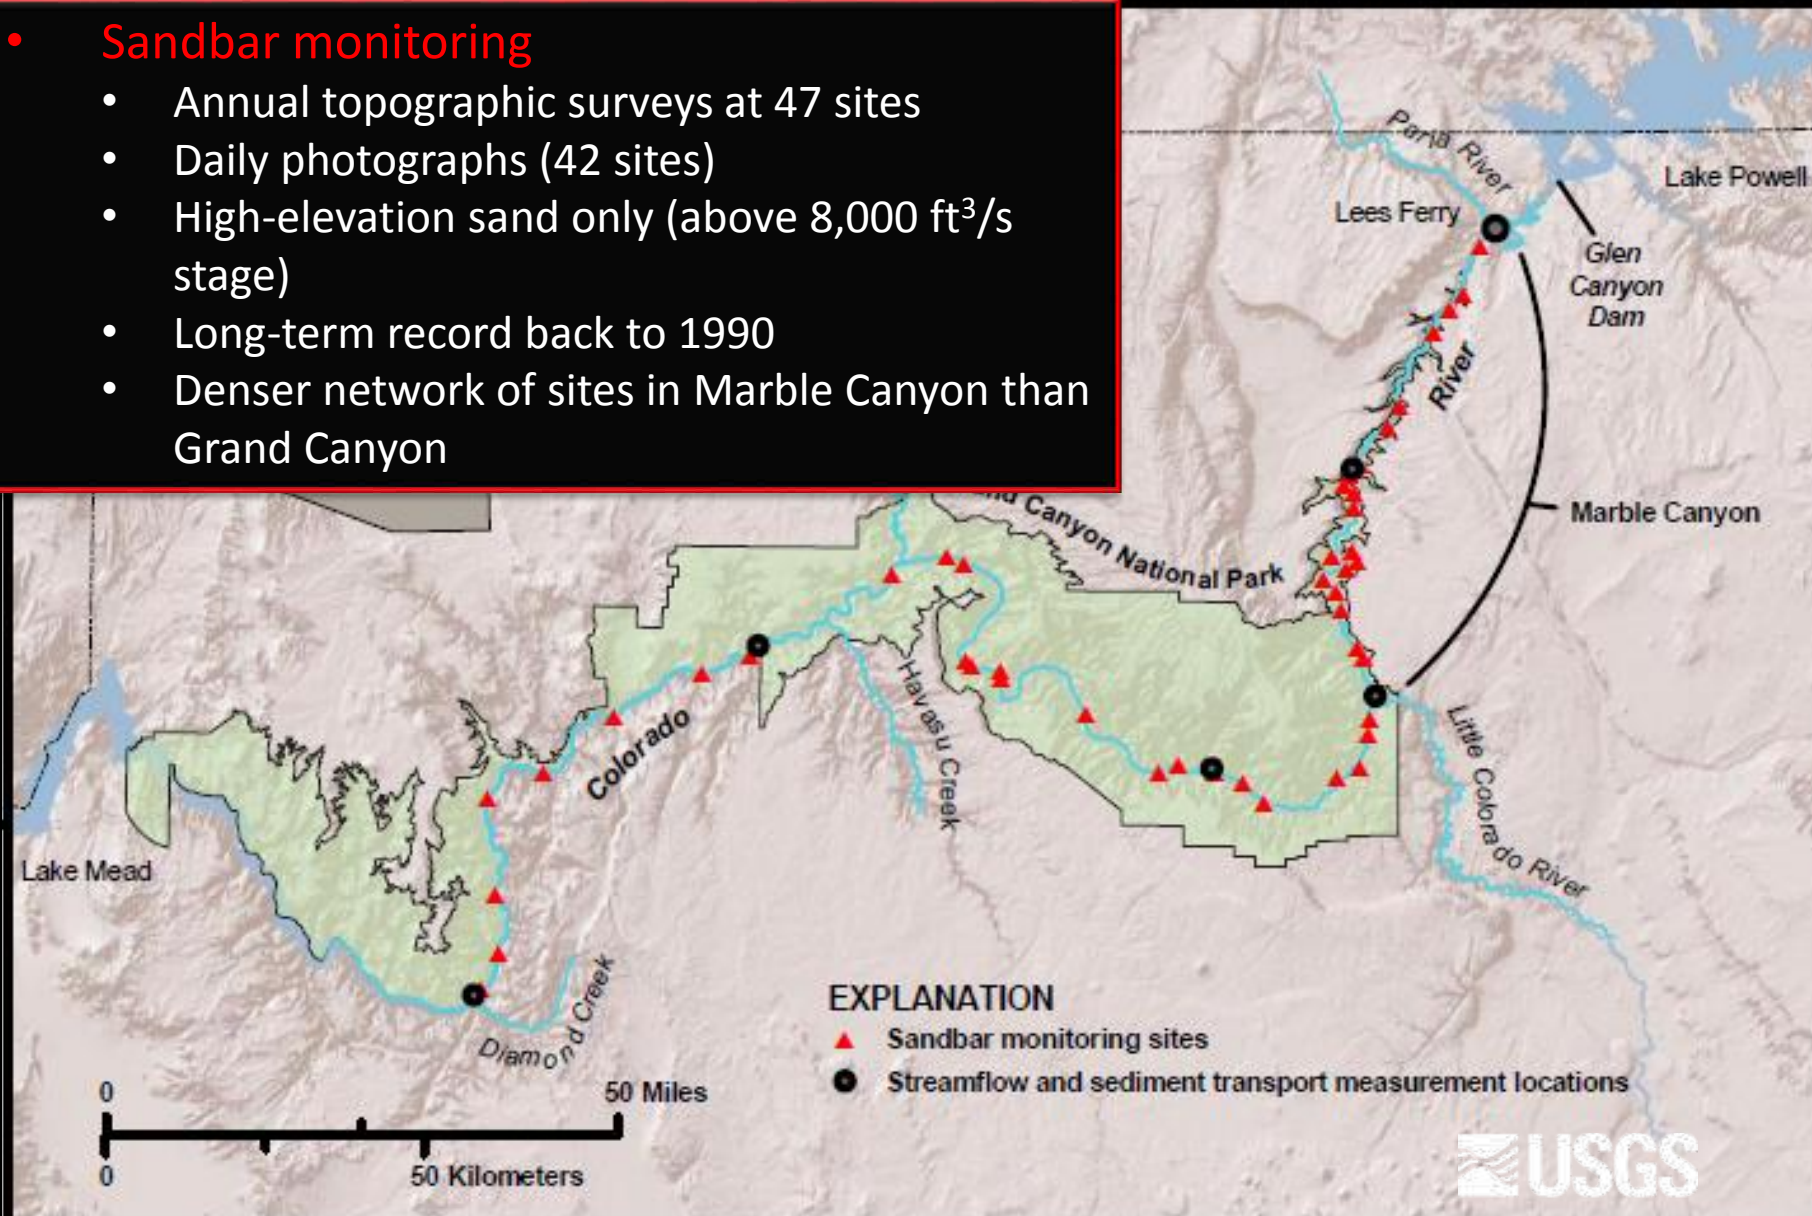 • Sandbar monitoring
• Annual topographic surveys at 47 sites
• Daily photographs (42 sites)
• High-elevation sand only (above 8,000 ft³/s
stage)
• Long-term record back to 1990
• Denser network of sites in Marble Canyon than
Grand Canyon
Paria River
Lake Powell
Lees Ferry
Glen
Canyon
Dam
River
Marble Canyon
Canyon National Park
Havasu Creek
Colorado
Little Colorado River
Lake Mead
Diamond Creek
EXPLANATION
Sandbar monitoring sites
Streamflow and sediment transport measurement locations
0 50 Miles
0 50 Kilometers
USGS